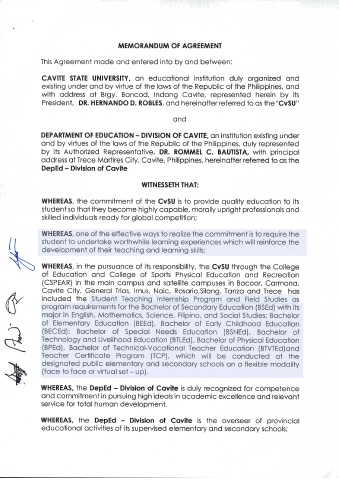 MEMORANDUM OF AGREEMENT
This Agreement made and entered into by and between:
CAVITE STATE UNIVERSITY, an educational institution duly organized and
existing under and by virtue of the laws of the Republic of the Philippines, and
with address at Brgy. Bancod, Indang Cavite, represented herein by its
President, DR. HERNANDO D. ROBLES, and hereinafter referred to as the "CvSU"
and
DEPARTMENT OF EDUCATION – DIVISION OF CAVITE, an institution existing under
and by virtues of the laws of the Republic of the Philippines, duly represented
by its Authorized Representative, DR. ROMMEL C. BAUTISTA, with principal
address at Trece Martires City, Cavite, Philippines, hereinafter referred to as the
DepEd – Division of Cavite
WITNESSETH THAT:
WHEREAS, the commitment of the CvSU is to provide quality education to its
student so that they become highly capable, morally upright professionals and
skilled individuals ready for global competition;
WHEREAS, one of the effective ways to realize the commitment is to require the
student to undertake worthwhile learning experiences which will reinforce the
development of their teaching and learning skills;
WHEREAS, in the pursuance of its responsibility, the CvSU through the College
of Education and College of Sports Physical Education and Recreation
(CSPEAR) in the main campus and satellite campuses in Bacoor, Carmona,
Cavite City, General Trias, Imus, Naic, Rosario,Silang, Tanza and Trece has
included the Student Teaching Internship Program and Field Studies as
program requirements for the Bachelor of Secondary Education (BSEd) with its
major in English, Mathematics, Science, Filipino, and Social Studies; Bachelor
of Elementary Education (BEEd), Bachelor of Early Childhood Education
(BECEd); Bachelor of Special Needs Education (BSNEd), Bachelor of
Technology and Livelihood Education (BTLEd), Bachelor of Physical Education
(BPEd), Bachelor of Technical-Vocational Teacher Education (BTVTEd)and
Teacher Certificate Program (TCP), which will be conducted at the
designated public elementary and secondary schools on a flexible modality
(face to face or virtual set – up).
WHEREAS, the DepEd – Division of Cavite is duly recognized for competence
and commitment in pursuing high ideals in academic excellence and relevant
service for total human development.
WHEREAS, the DepEd – Division of Cavite is the overseer of provincial
educational activities of its supervised elementary and secondary schools;